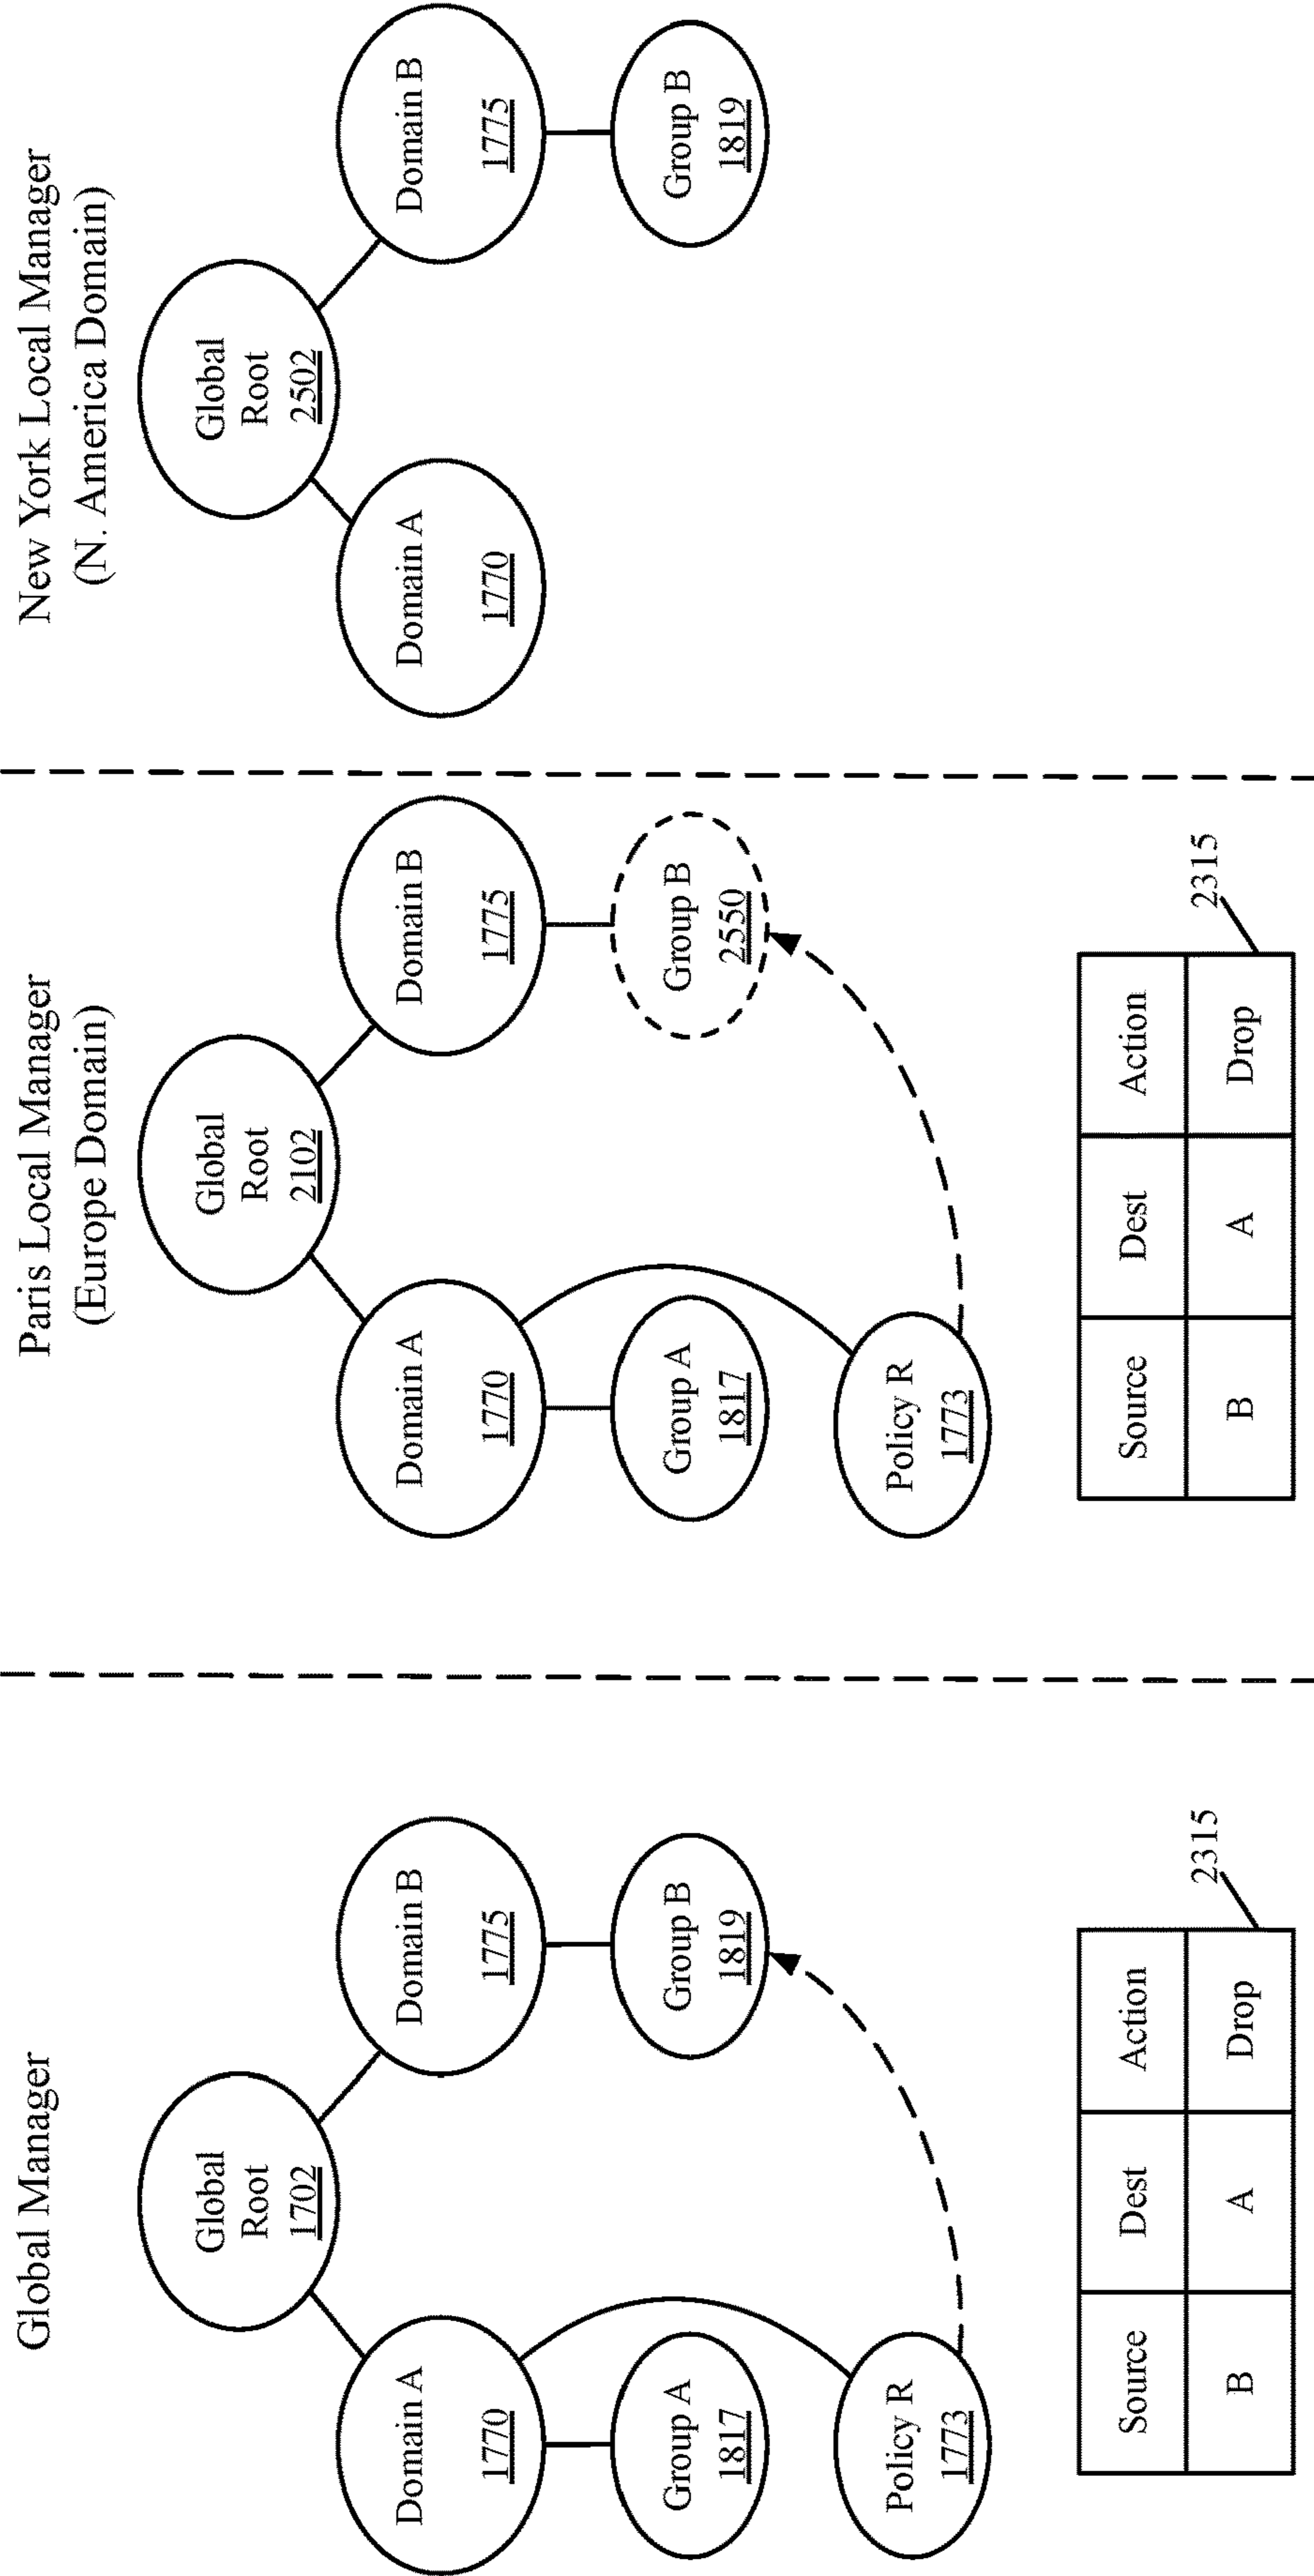 Global Manager
Global
Root
1702
Domain A
1770
Domain B
1775
Group A
1817
Group B
1819
Policy R
1773
2315
Source Dest Action
B A Drop
Paris Local Manager
(Europe Domain)
Global
Root
2102
Domain A
1770
Domain B
1775
Group A
1817
Group B
2550
Policy R
1773
2315
Source Dest Action
B A Drop
New York Local Manager
(N. America Domain)
Global
Root
2502
Domain A
1770
Domain B
1775
Group B
1819